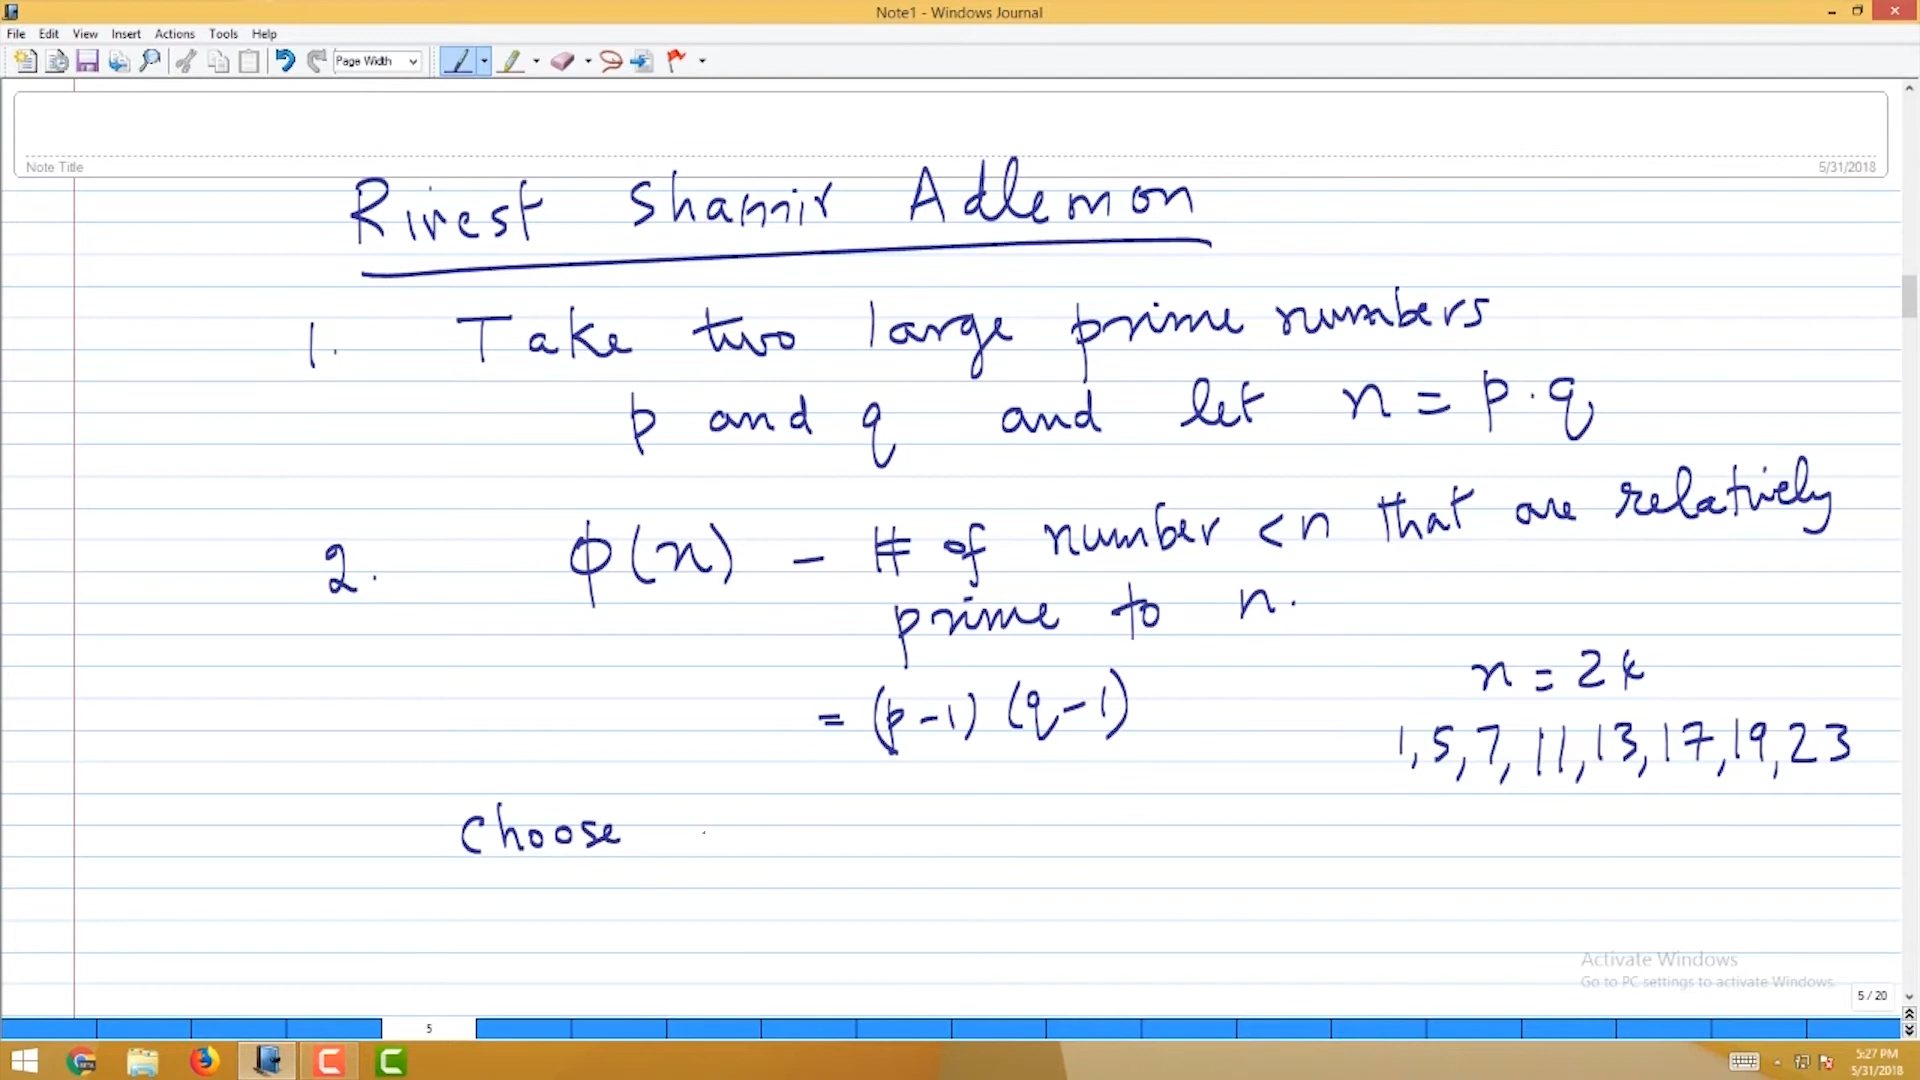 Note1 - Windows Journal
File Edit View Insert Actions Tools Help
Page Width
Note Title
5/31/2018
Rivest Shamir Adlemon
1. Take two large prime numbers
p and q and let n = p.q
2. φ(n) - # of number <n that are relatively
prime to n.
= (p-1) (q-1)
n = 24
1,5,7,11,13,17,19,23
Choose
Activate Windows
Go to PC settings to activate Windows.
5 / 20
5
5:27 PM
5/31/2018